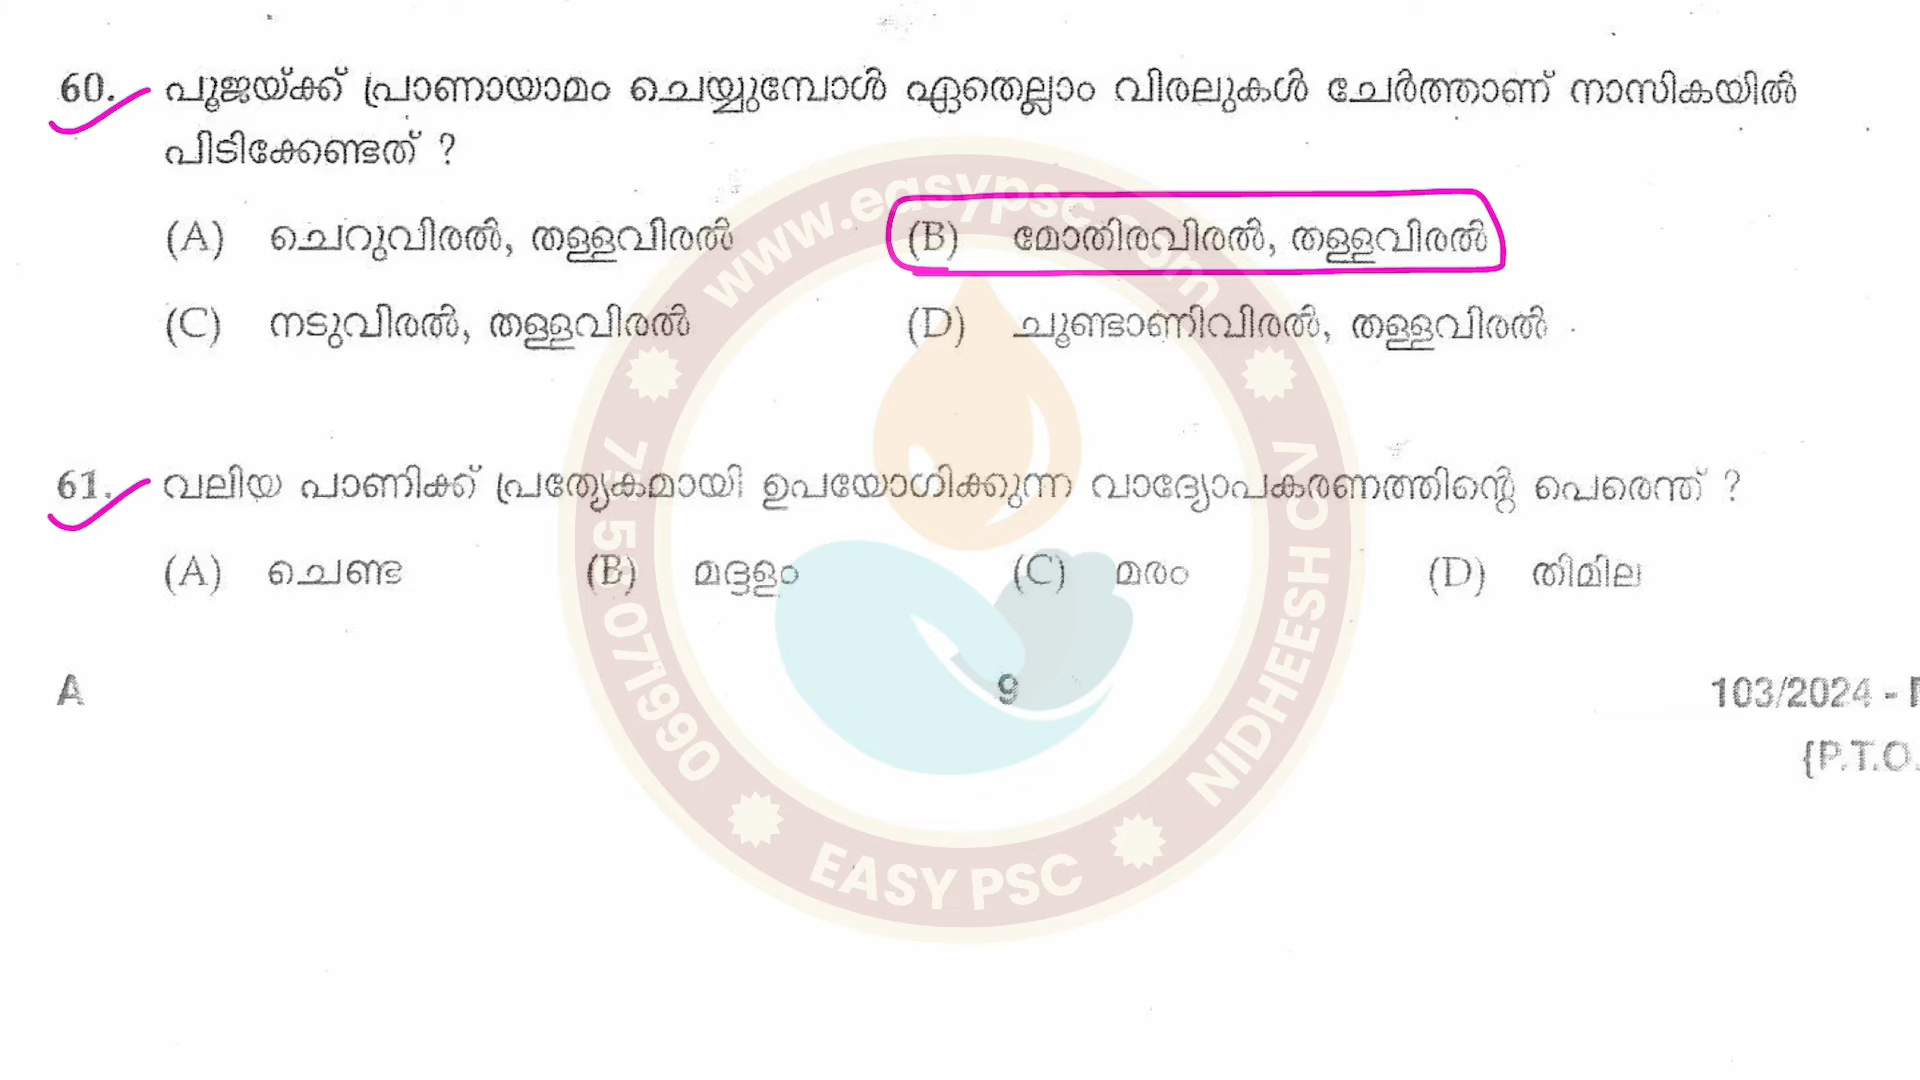 60. പൂജയ്ക്ക് പ്രാണായാമം ചെയ്യുമ്പോൾ ഏതെല്ലാം വിരലുകൾ ചേർത്താണ് നാസികയിൽ
പിടിക്കേണ്ടത് ?
(A) ചെറുവിരൽ, തള്ളവിരൽ (B) മോതിരവിരൽ, തള്ളവിരൽ
(C) നടുവിരൽ, തള്ളവിരൽ (D) ചൂണ്ടാണിവിരൽ, തള്ളവിരൽ
61. വലിയ പാണിക്ക് പ്രത്യേകമായി ഉപയോഗിക്കുന്ന വാദ്യോപകരണത്തിന്റെ പെരെന്ത് ?
(A) ചെണ്ട (B) മദ്ദളം (C) മരം (D) തിമില
A 9 103/2024 -
{P.T.O.
www.easypsc.com
NIDHEESH C V
EASY PSC